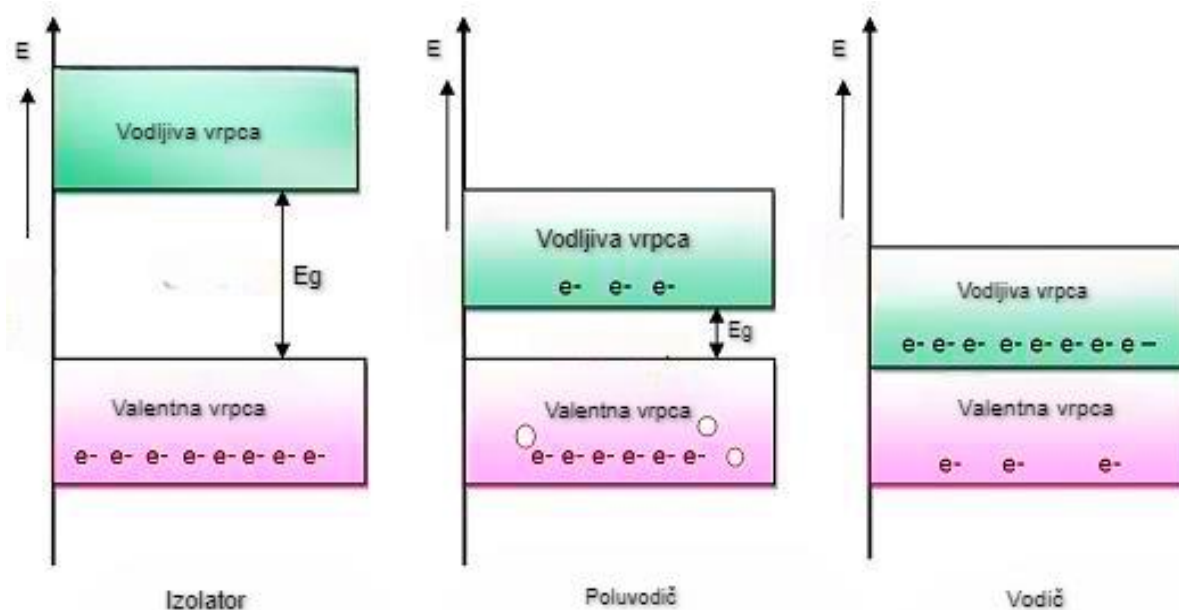 E
Vodljiva vrpca
Eg
Valentna vrpca
e- e- e- e- e- e- e- e-
Izolator
E
Vodljiva vrpca
e- e- e-
Eg
Valentna vrpca
e- e- e- e- e- e-
Poluvodič
E
Vodljiva vrpca
e- e- e- e- e- e- e- e –
Valentna vrpca
e- e- e-
Vodič